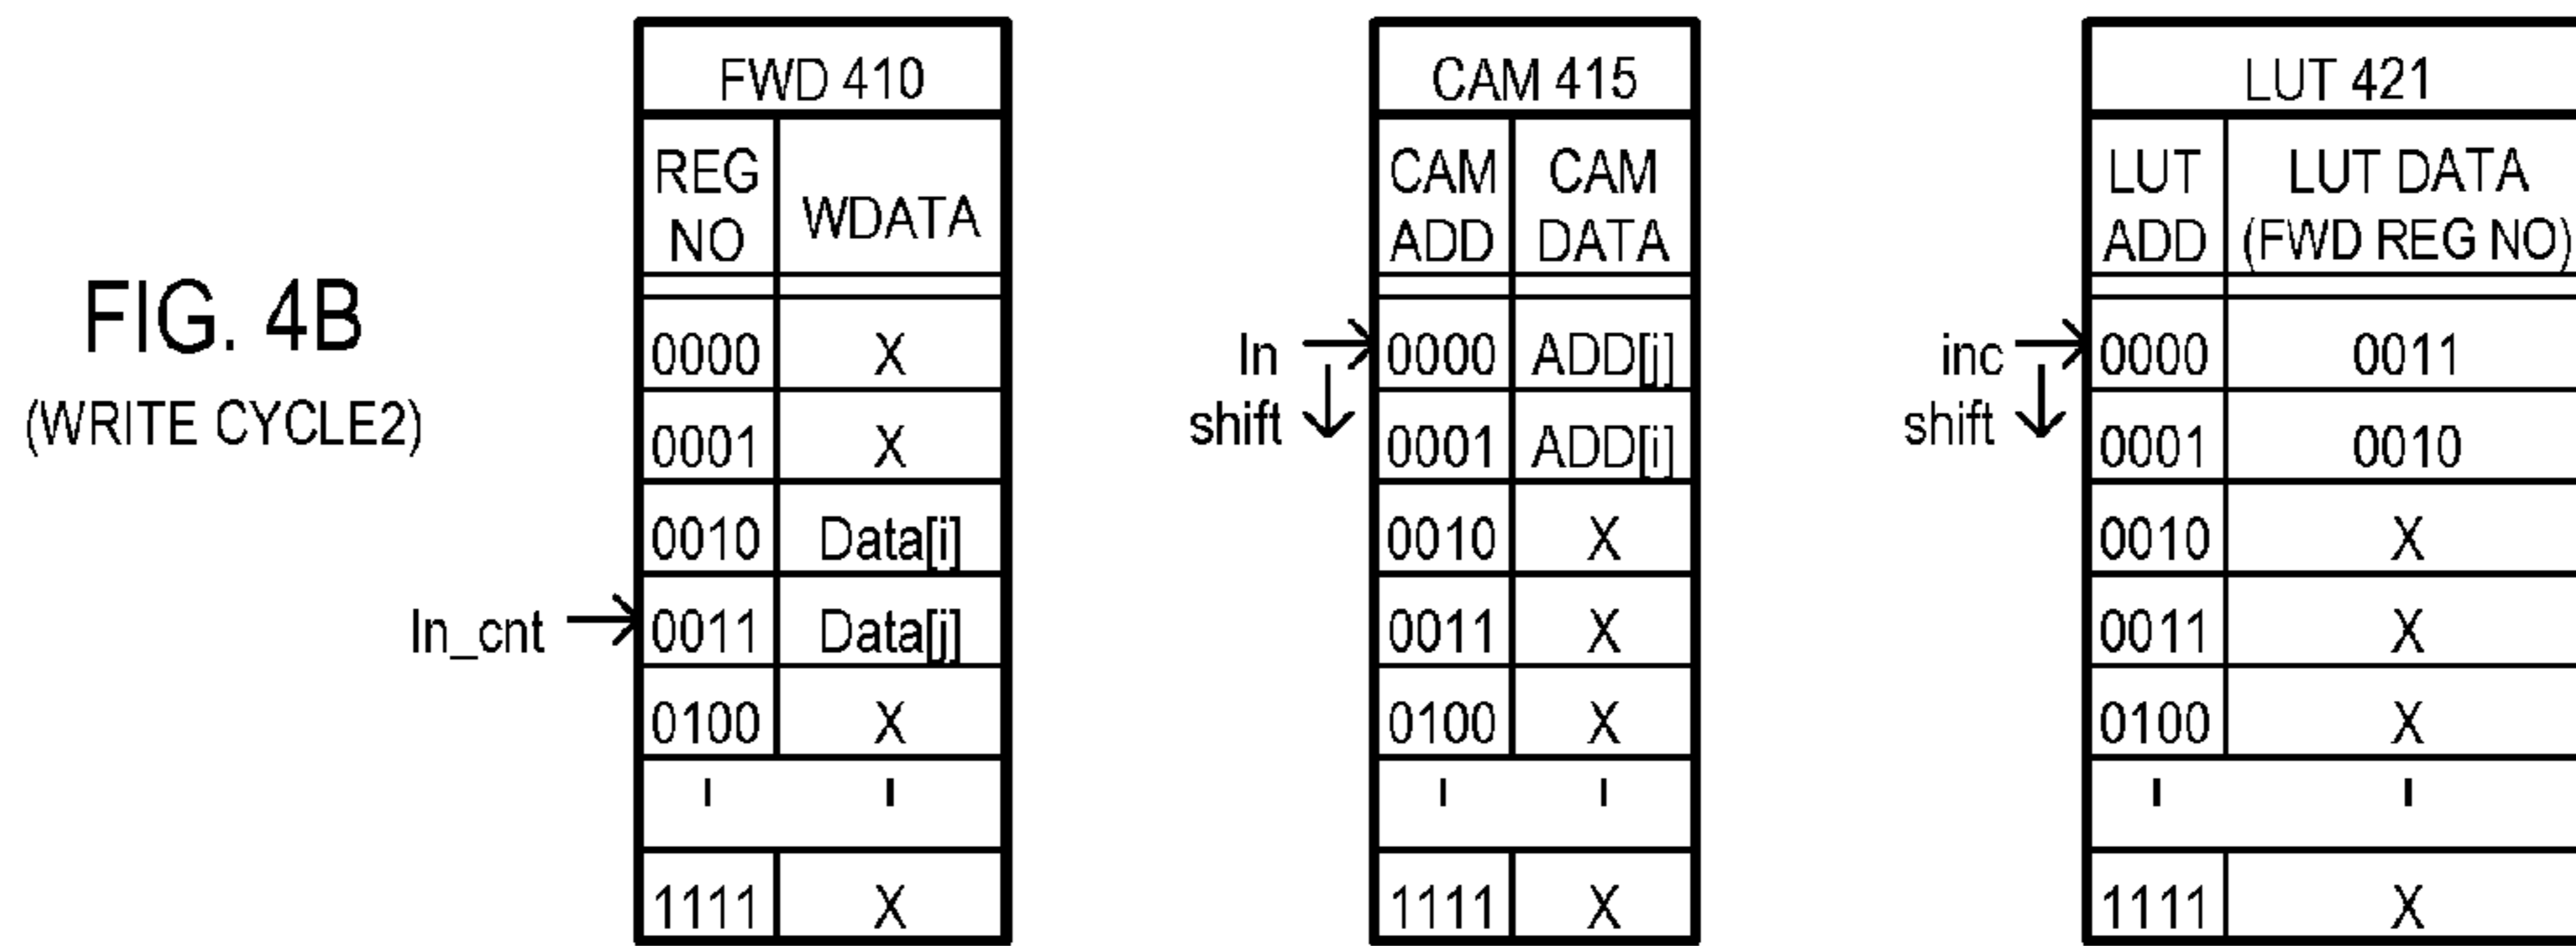 FIG. 4B
(WRITE CYCLE2)
FWD 410
REG NO WDATA
0000 X
0001 X
0010 Data[i]
In_cnt 0011 Data[j]
0100 X
1111 X
CAM 415
CAM ADD CAM DATA
In 0000 ADD[j]
shift 0001 ADD[i]
0010 X
0011 X
0100 X
1111 X
LUT 421
LUT ADD LUT DATA (FWD REG NO)
inc 0000 0011
shift 0001 0010
0010 X
0011 X
0100 X
1111 X